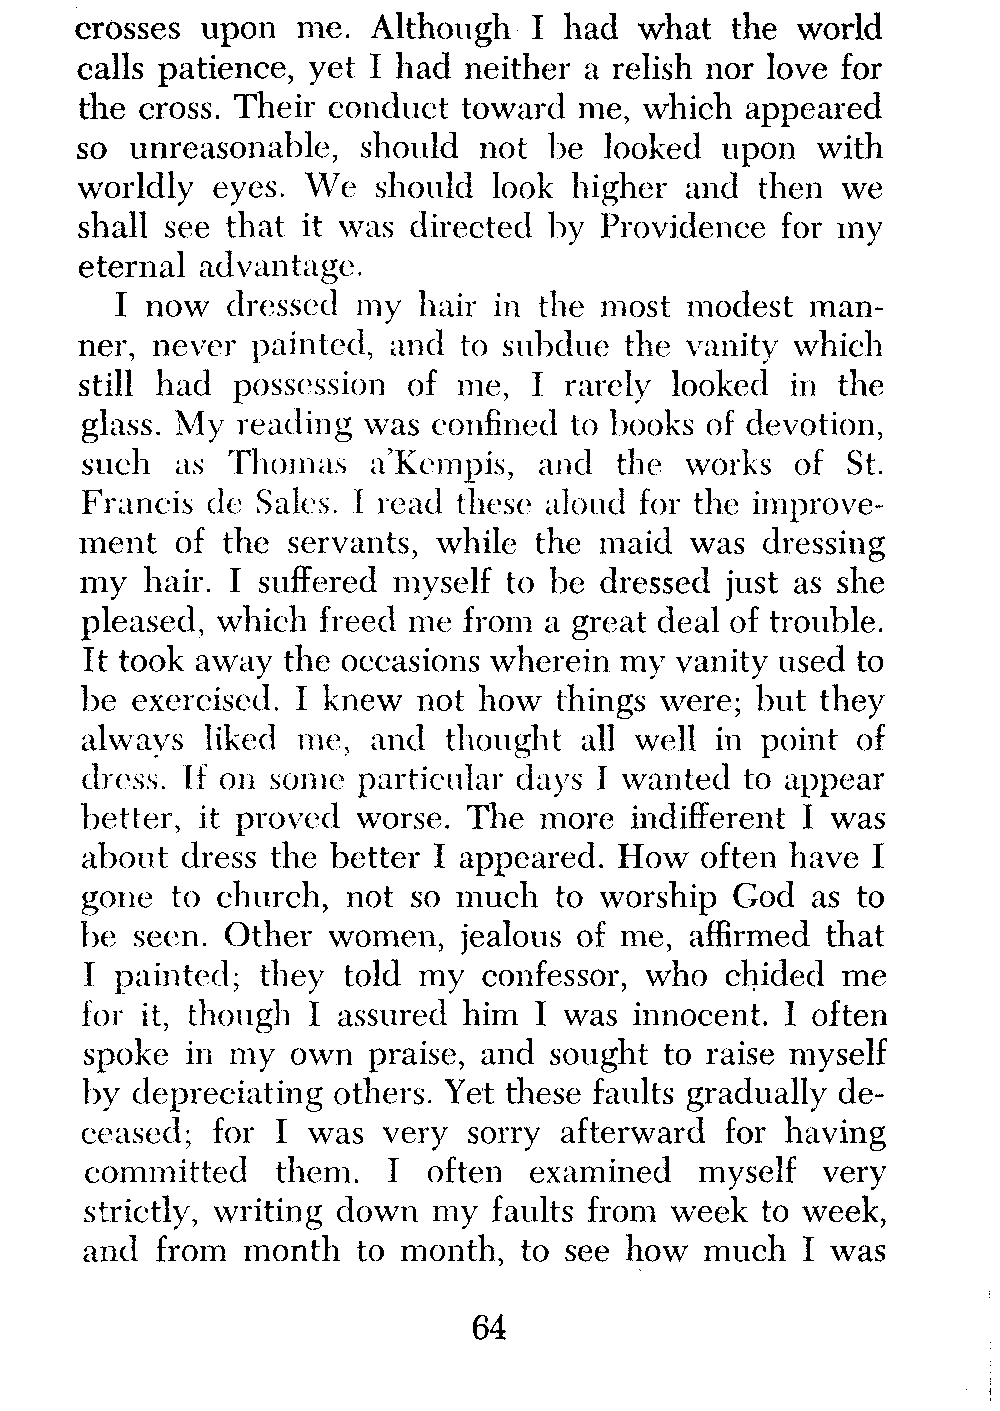 crosses upon me. Although I had what the world
calls patience, yet I had neither a relish nor love for
the cross. Their conduct toward me, which appeared
so unreasonable, should not be looked upon with
worldly eyes. We should look higher and then we
shall see that it was directed by Providence for my
eternal advantage.
I now dressed my hair in the most modest man-
ner, never painted, and to subdue the vanity which
still had possession of me, I rarely looked in the
glass. My reading was confined to books of devotion,
such as Thomas a'Kempis, and the works of St.
Francis de Sales. I read these aloud for the improve-
ment of the servants, while the maid was dressing
my hair. I suffered myself to be dressed just as she
pleased, which freed me from a great deal of trouble.
It took away the occasions wherein my vanity used to
be exercised. I knew not how things were; but they
always liked me, and thought all well in point of
dress. If on some particular days I wanted to appear
better, it proved worse. The more indifferent I was
about dress the better I appeared. How often have I
gone to church, not so much to worship God as to
be seen. Other women, jealous of me, affirmed that
I painted; they told my confessor, who chided me
for it, though I assured him I was innocent. I often
spoke in my own praise, and sought to raise myself
by depreciating others. Yet these faults gradually de-
ceased; for I was very sorry afterward for having
committed them. I often examined myself very
strictly, writing down my faults from week to week,
and from month to month, to see how much I was
64